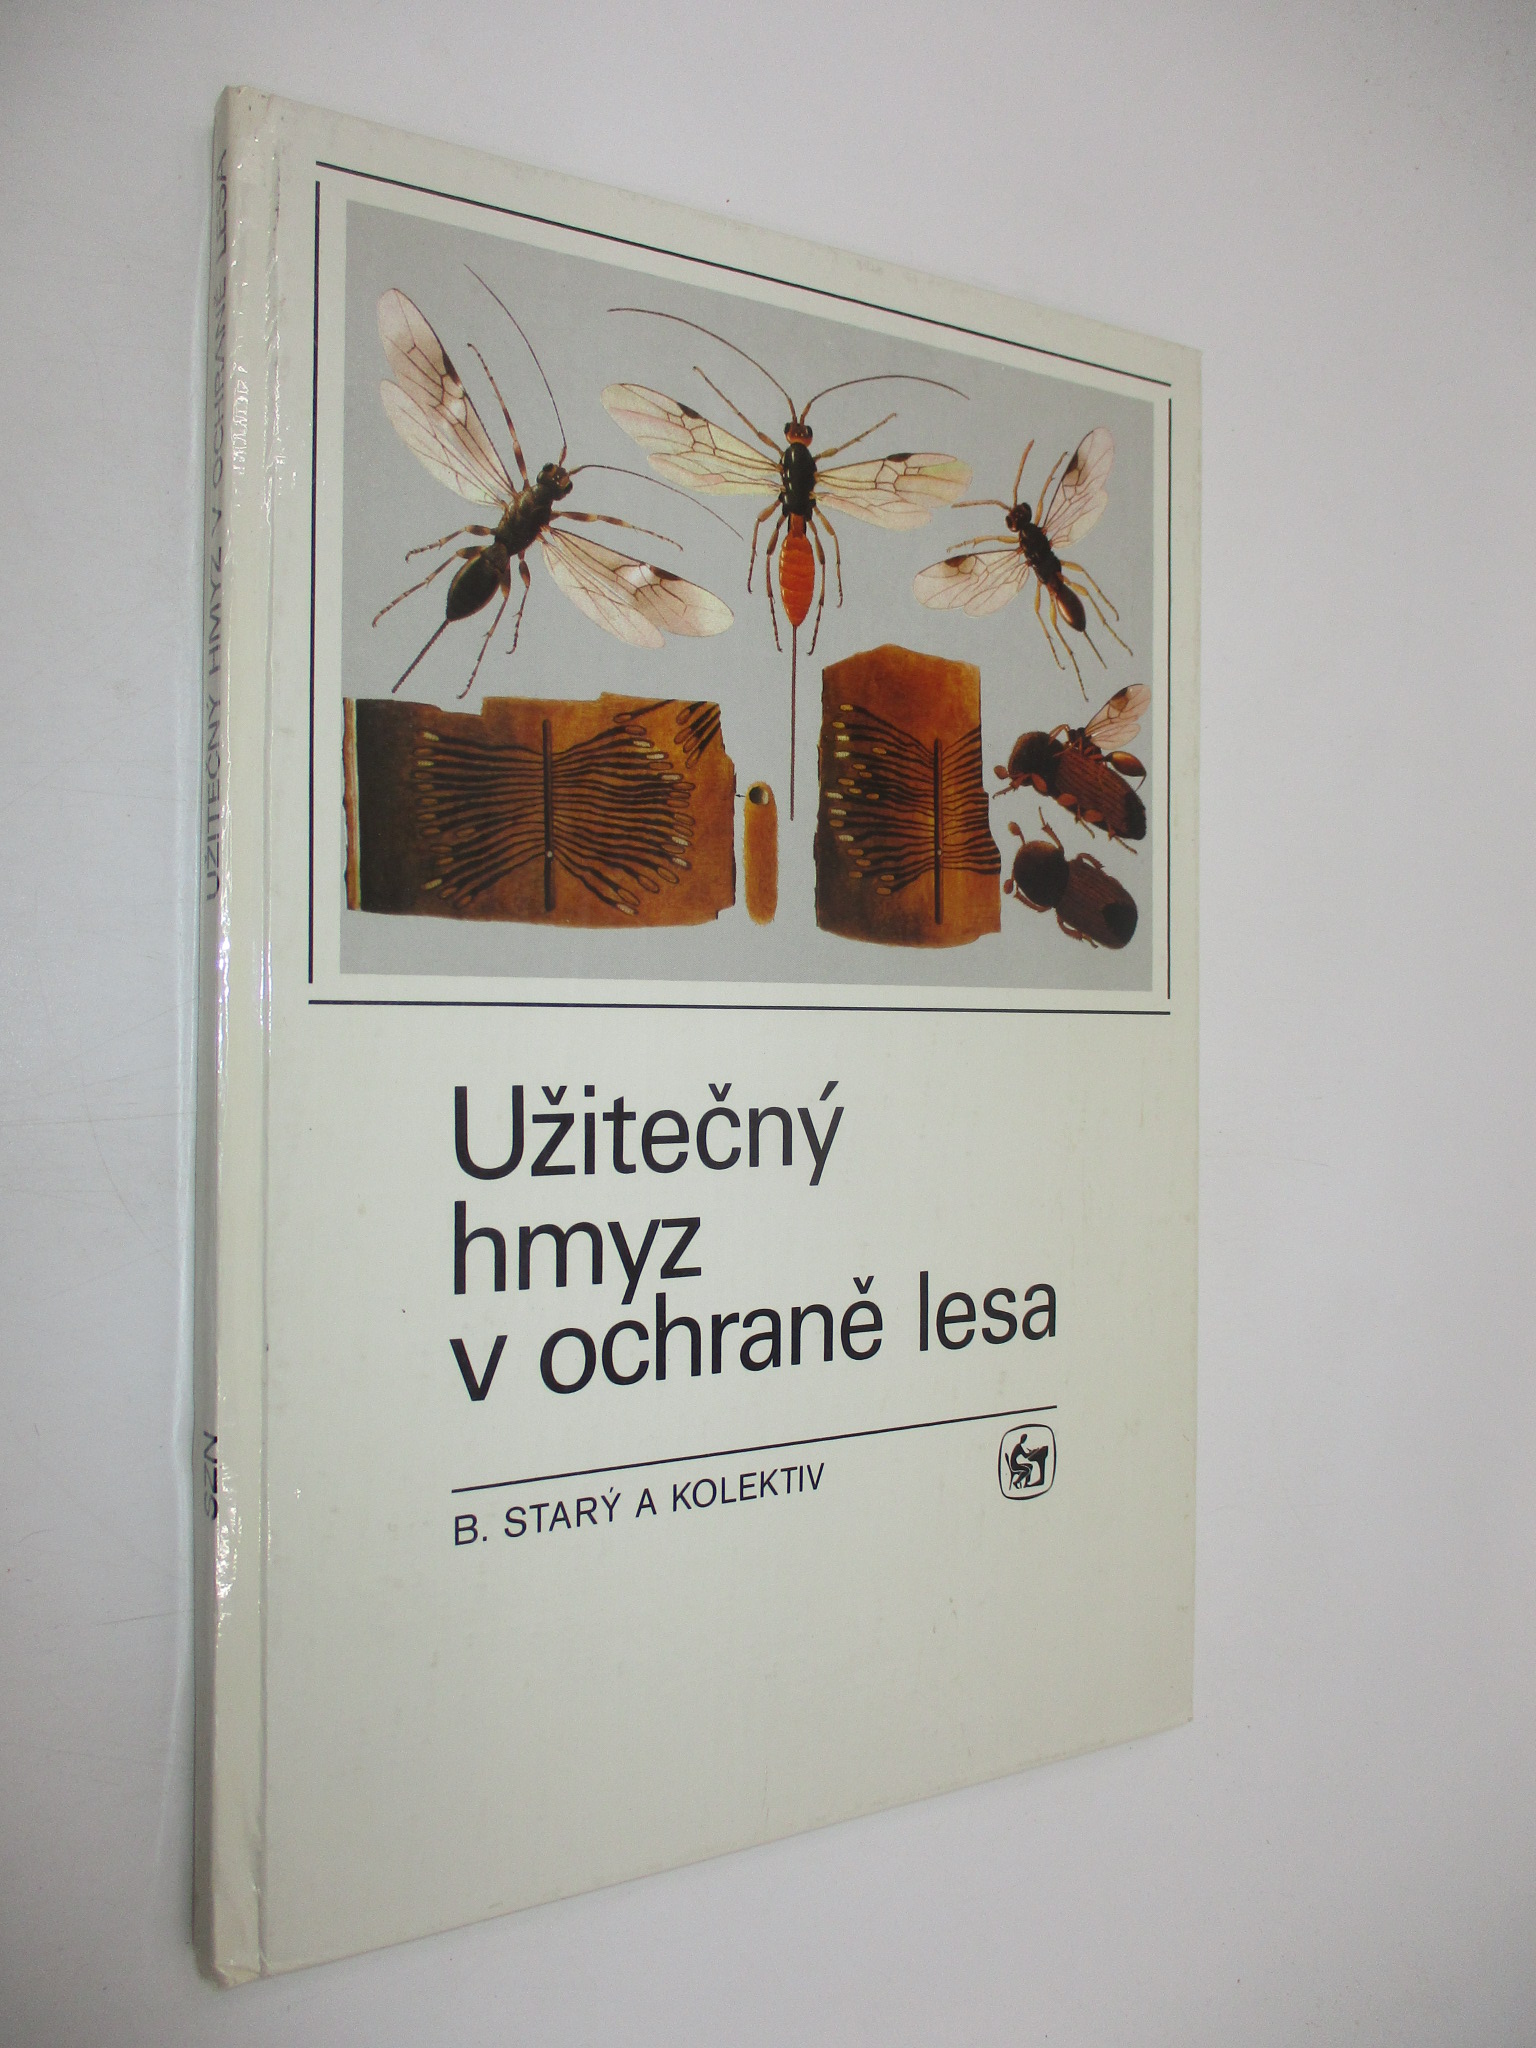 UŽITEČNÝ HMYZ V OCHRANĚ LESA
SZN
Užitečný
hmyz
v ochraně lesa
B. STARÝ A KOLEKTIV